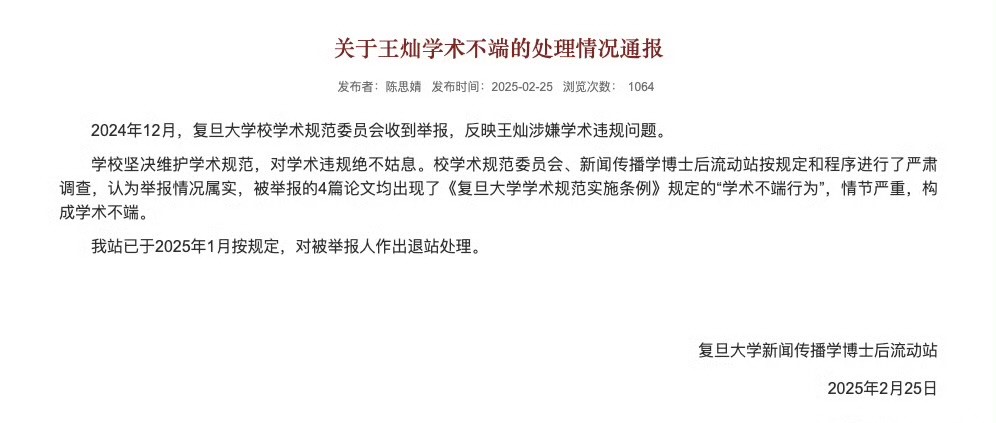 关于王灿学术不端的处理情况通报
发布者：陈思婧 发布时间：2025-02-25 浏览次数： 1064
2024年12月，复旦大学校学术规范委员会收到举报，反映王灿涉嫌学术违规问题。
学校坚决维护学术规范，对学术违规绝不姑息。校学术规范委员会、新闻传播学博士后流动站按规定和程序进行了严肃
调查，认为举报情况属实，被举报的4篇论文均出现了《复旦大学学术规范实施条例》规定的“学术不端行为”，情节严重，构
成学术不端。
我站已于2025年1月按规定，对被举报人作出退站处理。
复旦大学新闻传播学博士后流动站
2025年2月25日